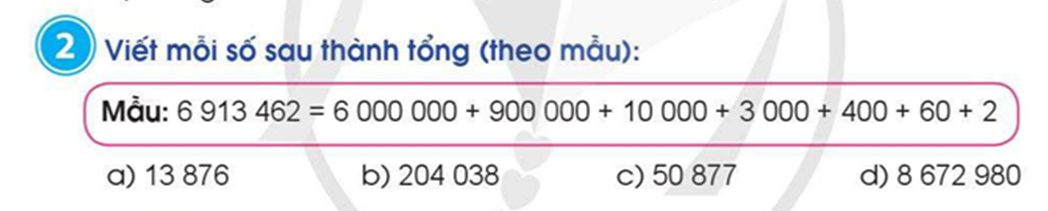 2 Viết mỗi số sau thành tổng (theo mẫu):
Mẫu: 6 913 462 = 6 000 000 + 900 000 + 10 000 + 3 000 + 400 + 60 + 2
a) 13 876 b) 204 038 c) 50 877 d) 8 672 980